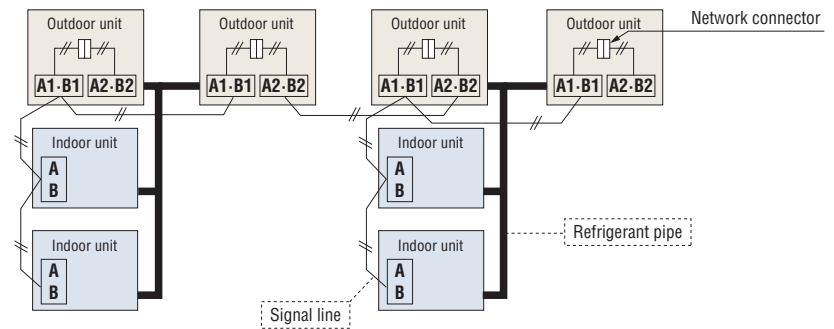 Network connector
Outdoor unit
Outdoor unit
Outdoor unit
Outdoor unit
A1·B1 A2·B2
A1·B1 A2·B2
A1·B1 A2·B2
A1·B1 A2·B2
Indoor unit
A
B
Indoor unit
A
B
Refrigerant pipe
Indoor unit
A
B
Indoor unit
A
B
Signal line